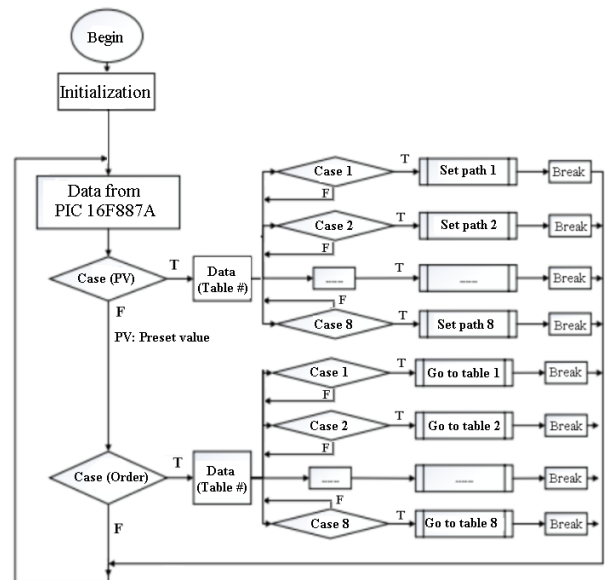 Begin
Initialization
Data from
PIC 16F887A
Case (PV)
T
F
PV: Preset value
Data
(Table #)
Case 1
T
F
Set path 1
Break
Case 2
T
F
Set path 2
Break
---
T
---
Break
F
Case 8
T
Set path 8
Break
Case (Order)
T
F
Data
(Table #)
Case 1
T
F
Go to table 1
Break
Case 2
T
F
Go to table 2
Break
---
T
---
Break
F
Case 8
T
Go to table 8
Break